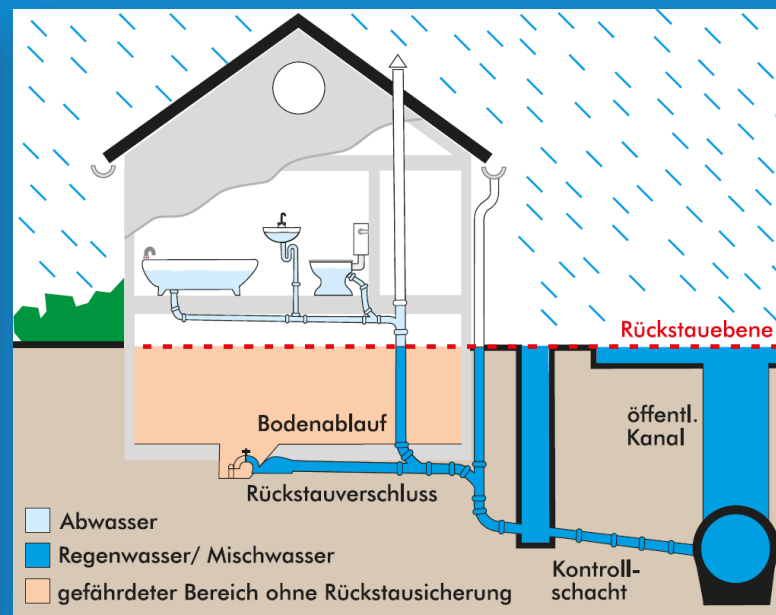 Rückstauebene
öffentl.
Kanal
Bodenablauf
Rückstauverschluss
Abwasser
Regenwasser/ Mischwasser
gefährdeter Bereich ohne Rückstausicherung
Kontroll-
schacht